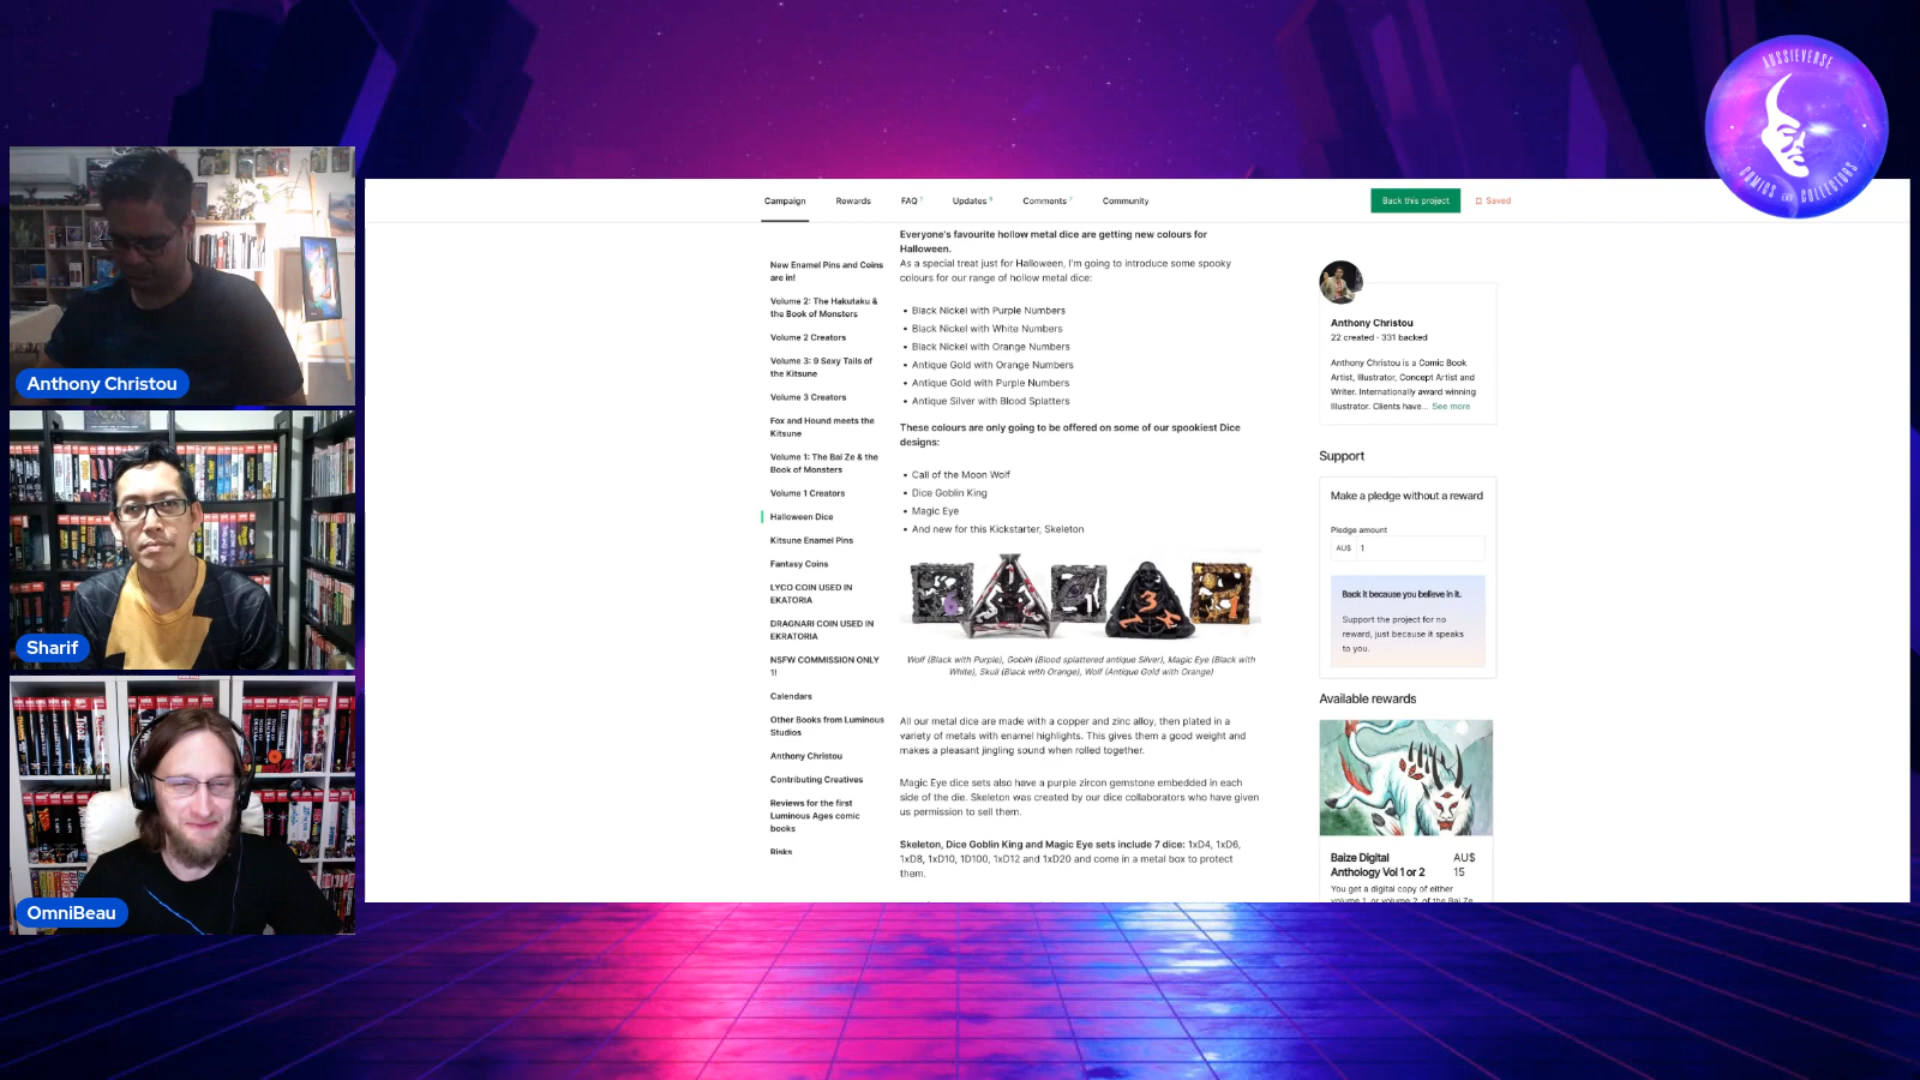 AUSSIEVERSE
COMICS AND COLLECTORS
Anthony Christou
Sharif
OmniBeau
Campaign
Rewards
FAQ
Updates
Comments
Community
Back this project
Saved
New Enamel Pins and Coins
are in!
Volume 2: The Hakutaku &
the Book of Monsters
Volume 2 Creators
Volume 3: 9 Sexy Tails of
the Kitsune
Volume 3 Creators
Fox and Hound meets the
Kitsune
Volume 1: The Bai Ze & the
Book of Monsters
Volume 1 Creators
Halloween Dice
Kitsune Enamel Pins
Fantasy Coins
LYCO COIN USED IN
EKATORIA
DRAGNARI COIN USED IN
EKRATORIA
NSFW COMMISSION ONLY
1!
Calendars
Other Books from Luminous
Studios
Anthony Christou
Contributing Creatives
Reviews for the first
Luminous Ages comic
books
Risks
Everyone's favourite hollow metal dice are getting new colours for
Halloween.
As a special treat just for Halloween, I'm going to introduce some spooky
colours for our range of hollow metal dice:
• Black Nickel with Purple Numbers
• Black Nickel with White Numbers
• Black Nickel with Orange Numbers
• Antique Gold with Orange Numbers
• Antique Gold with Purple Numbers
• Antique Silver with Blood Splatters
These colours are only going to be offered on some of our spookiest Dice
designs:
• Call of the Moon Wolf
• Dice Goblin King
• Magic Eye
• And new for this Kickstarter, Skeleton
Wolf (Black with Purple), Goblin (Blood splattered antique Silver), Magic Eye (Black with
White), Skull (Black with Orange), Wolf (Antique Gold with Orange)
All our metal dice are made with a copper and zinc alloy, then plated in a
variety of metals with enamel highlights. This gives them a good weight and
makes a pleasant jingling sound when rolled together.
Magic Eye dice sets also have a purple zircon gemstone embedded in each
side of the die. Skeleton was created by our dice collaborators who have given
us permission to sell them.
Skeleton, Dice Goblin King and Magic Eye sets include 7 dice: 1xD4, 1xD6,
1xD8, 1xD10, 1D100, 1xD12 and 1xD20 and come in a metal box to protect
them.
Anthony Christou
22 created · 331 backed
Anthony Christou is a Comic Book
Artist, Illustrator, Concept Artist and
Writer. Internationally award winning
Illustrator. Clients have... See more
Support
Make a pledge without a reward
Pledge amount
AU$ 1
Back it because you believe in it.
Support the project for no
reward, just because it speaks
to you.
Available rewards
Baize Digital
Anthology Vol 1 or 2
AU$
15
You get a digital copy of either
volume 1, or volume 2, of the Bai Ze